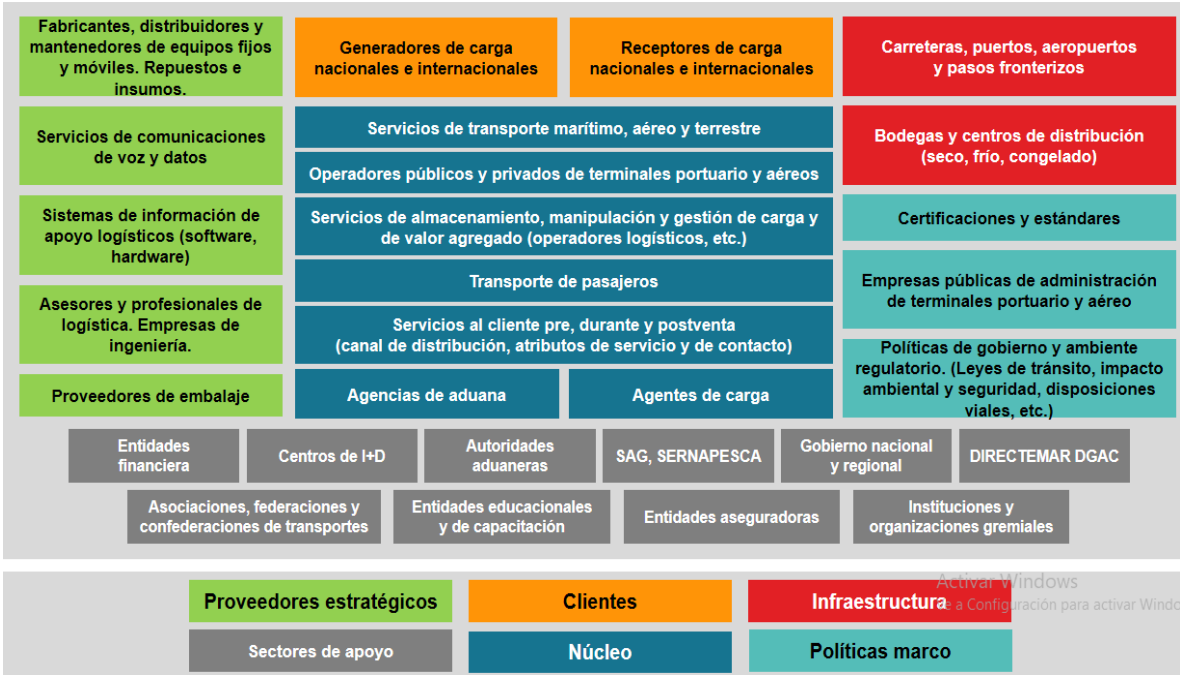 Fabricantes, distribuidores y
mantenedores de equipos fijos
y móviles. Repuestos e
insumos.
Generadores de carga
nacionales e internacionales
Receptores de carga
nacionales e internacionales
Carreteras, puertos, aeropuertos
y pasos fronterizos
Servicios de comunicaciones
de voz y datos
Servicios de transporte marítimo, aéreo y terrestre
Operadores públicos y privados de terminales portuario y aéreos
Bodegas y centros de distribución
(seco, frío, congelado)
Sistemas de información de
apoyo logísticos (software,
hardware)
Servicios de almacenamiento, manipulación y gestión de carga y
de valor agregado (operadores logísticos, etc.)
Certificaciones y estándares
Transporte de pasajeros
Empresas públicas de administración
de terminales portuario y aéreo
Asesores y profesionales de
logística. Empresas de
ingeniería.
Servicios al cliente pre, durante y postventa
(canal de distribución, atributos de servicio y de contacto)
Políticas de gobierno y ambiente
regulatorio. (Leyes de tránsito, impacto
ambiental y seguridad, disposiciones
viales, etc.)
Proveedores de embalaje
Agencias de aduana
Agentes de carga
Entidades
financiera
Centros de I+D
Autoridades
aduaneras
SAG, SERNAPESCA
Gobierno nacional
y regional
DIRECTEMAR DGAC
Asociaciones, federaciones y
confederaciones de transportes
Entidades educacionales
y de capacitación
Entidades aseguradoras
Instituciones y
organizaciones gremiales
Activar Windows
a Configuración para activar Windo
Proveedores estratégicos
Clientes
Infraestructura
Sectores de apoyo
Núcleo
Políticas marco